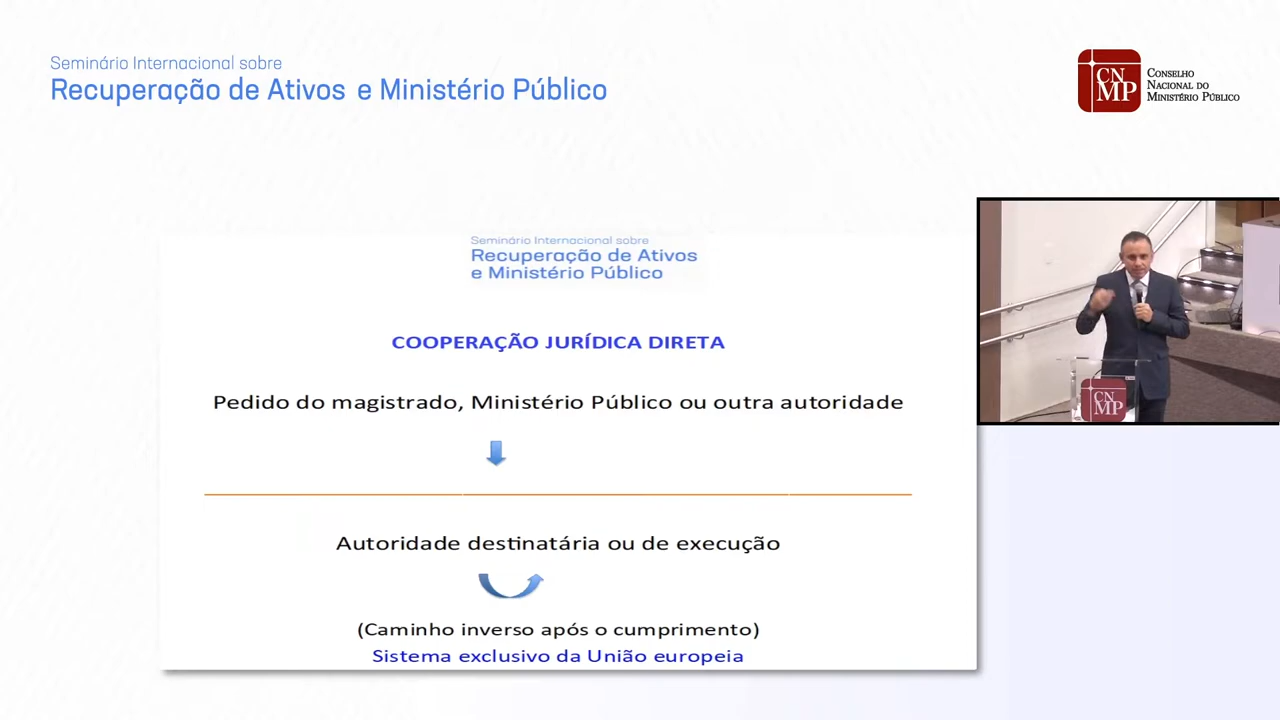 Seminário Internacional sobre
Recuperação de Ativos e Ministério Público
CNMP
CONSELHO
NACIONAL DO
MINISTÉRIO PÚBLICO
Seminário Internacional sobre
Recuperação de Ativos
e Ministério Público
COOPERAÇÃO JURÍDICA DIRETA
Pedido do magistrado, Ministério Público ou outra autoridade
Autoridade destinatária ou de execução
(Caminho inverso após o cumprimento)
Sistema exclusivo da União europeia
CN
MP